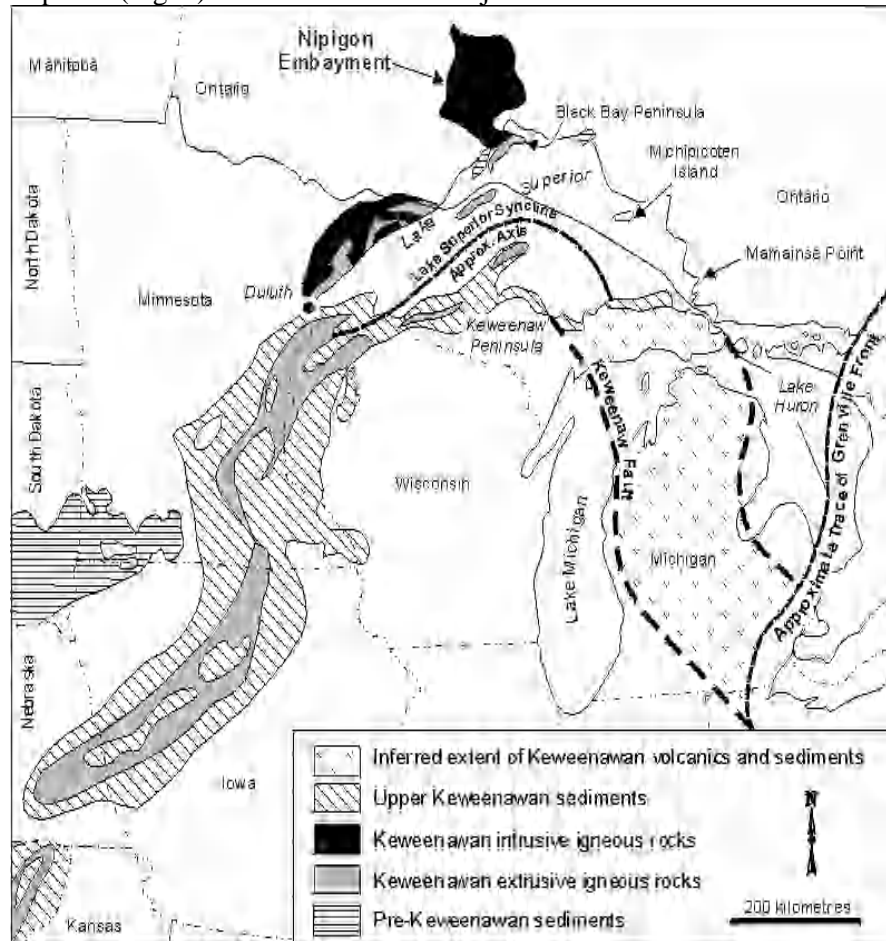 Nipigon
Embayment
Manitoba
Ontario
Black Bay Peninsula
Michipicoten
Island
Superior
Ontario
Lake
Lake Superior Syncline
Approx. Axis
Mamainse Point
North Dakota
Minnesota
Duluth
Keweenaw
Peninsula
Lake
Huron
South Dakota
Keweenaw Fault
Wisconsin
Lake Michigan
Michigan
Approximate Trace of Grenville Front
Nebraska
Iowa
Kansas
Inferred extent of Keweenawan volcanics and sediments
Upper Keweenawan sediments
Keweenawan intrusive igneous rocks
Keweenawan extrusive igneous rocks
Pre-Keweenawan sediments
N
200 kilometres